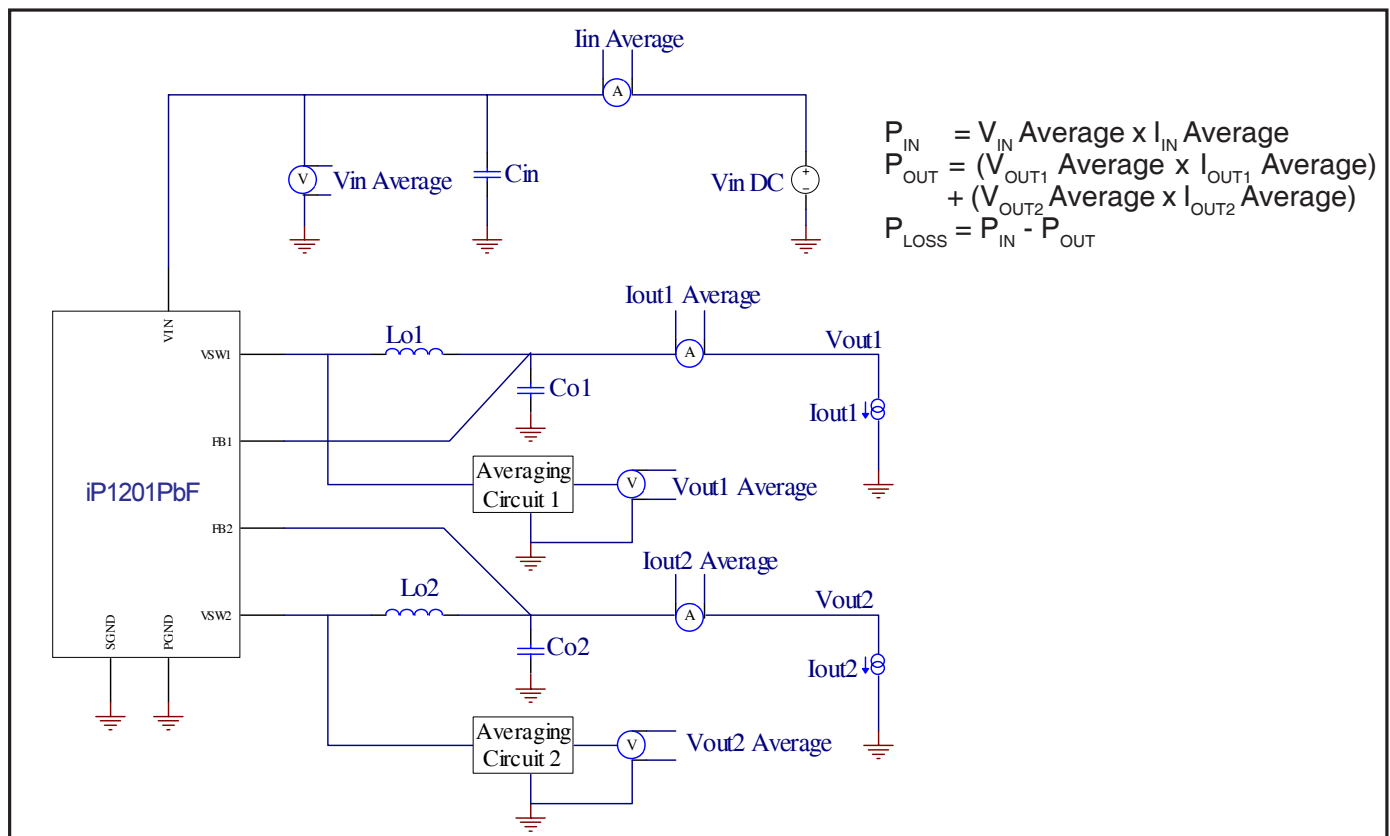 Iin Average
A
V
Vin Average
Cin
Vin DC
+
–
P_IN = V_IN Average x I_IN Average
P_OUT = (V_OUT1 Average x I_OUT1 Average)
+ (V_OUT2 Average x I_OUT2 Average)
P_LOSS = P_IN - P_OUT
VIN
iP1201PbF
VSW1
FB1
FB2
VSW2
SGND
PGND
Lo1
Co1
Iout1 Average
A
Vout1
Iout1
Averaging
Circuit 1
V
Vout1 Average
Lo2
Co2
Iout2 Average
A
Vout2
Iout2
Averaging
Circuit 2
V
Vout2 Average